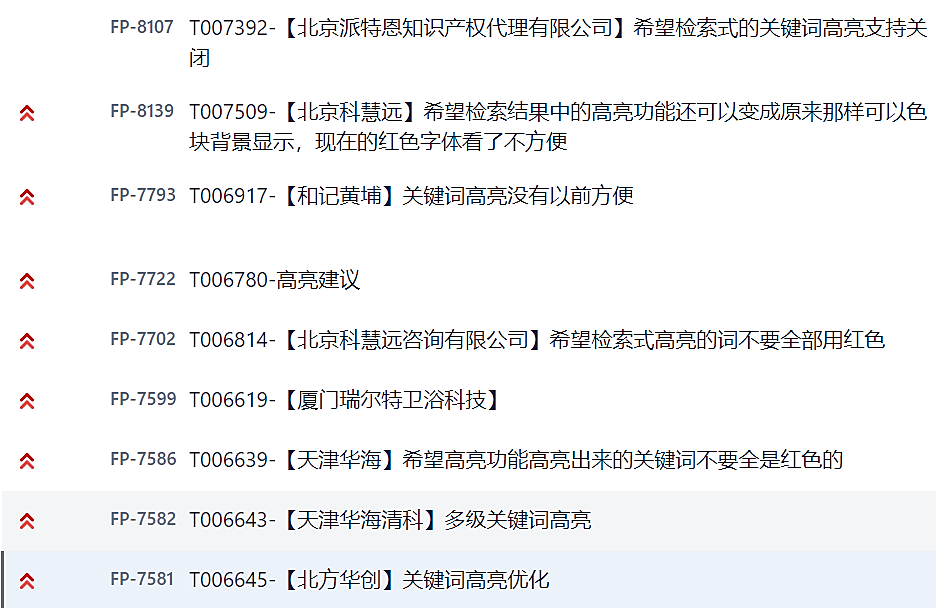 FP-8107 T007392-【北京派特恩知识产权代理有限公司】希望检索式的关键词高亮支持关
闭
FP-8139 T007509-【北京科慧远】希望检索结果中的高亮功能还可以变成原来那样可以色
块背景显示，现在的红色字体看了不方便
FP-7793 T006917-【和记黄埔】关键词高亮没有以前方便
FP-7722 T006780-高亮建议
FP-7702 T006814-【北京科慧远咨询有限公司】希望检索式高亮的词不要全部用红色
FP-7599 T006619-【厦门瑞尔特卫浴科技】
FP-7586 T006639-【天津华海】希望高亮功能高亮出来的关键词不要全是红色的
FP-7582 T006643-【天津华海清科】多级关键词高亮
FP-7581 T006645-【北方华创】关键词高亮优化